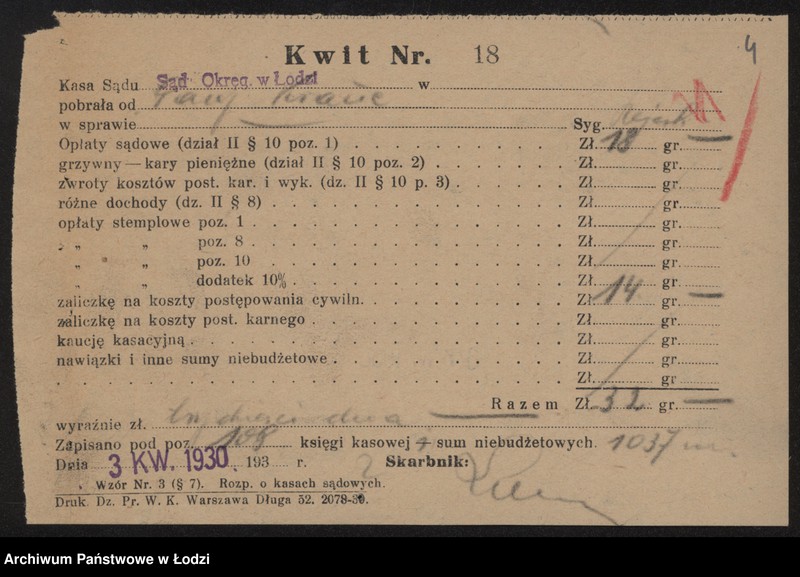 4
Kwit Nr. 18
Kasa Sądu Sąd Okręg. w Łodzi w
pobrała od
w sprawie Syg.
Opłaty sądowe (dział II § 10 poz. 1) Zł. 18 gr. —
grzywny — kary pieniężne (dział II § 10 poz. 2) Zł. gr.
zwroty kosztów post. kar. i wyk. (dz. II § 10 p. 3) Zł. gr.
różne dochody (dz. II § 8) Zł. gr.
opłaty stemplowe poz. 1 Zł. gr.
„ „ poz. 8 Zł. gr.
„ „ poz. 10 Zł. gr.
„ „ dodatek 10% Zł. gr.
zaliczkę na koszty postępowania cywiln. Zł. 14 gr. —
zaliczkę na koszty post. karnego Zł. gr.
kaucję kasacyjną Zł. gr.
nawiązki i inne sumy niebudżetowe Zł. gr.
Zł. gr.
Razem Zł. 32 gr. —
wyraźnie zł. trzydzieści dwa —
Zapisano pod poz. 108 księgi kasowej + sum niebudżetowych. 1037
Dnia 3 KW. 1930 193 r. Skarbnik:
Wzór Nr. 3 (§ 7). Rozp. o kasach sądowych.
Druk. Dz. Pr. W. K. Warszawa Długa 52. 2078-30.
Archiwum Państwowe w Łodzi